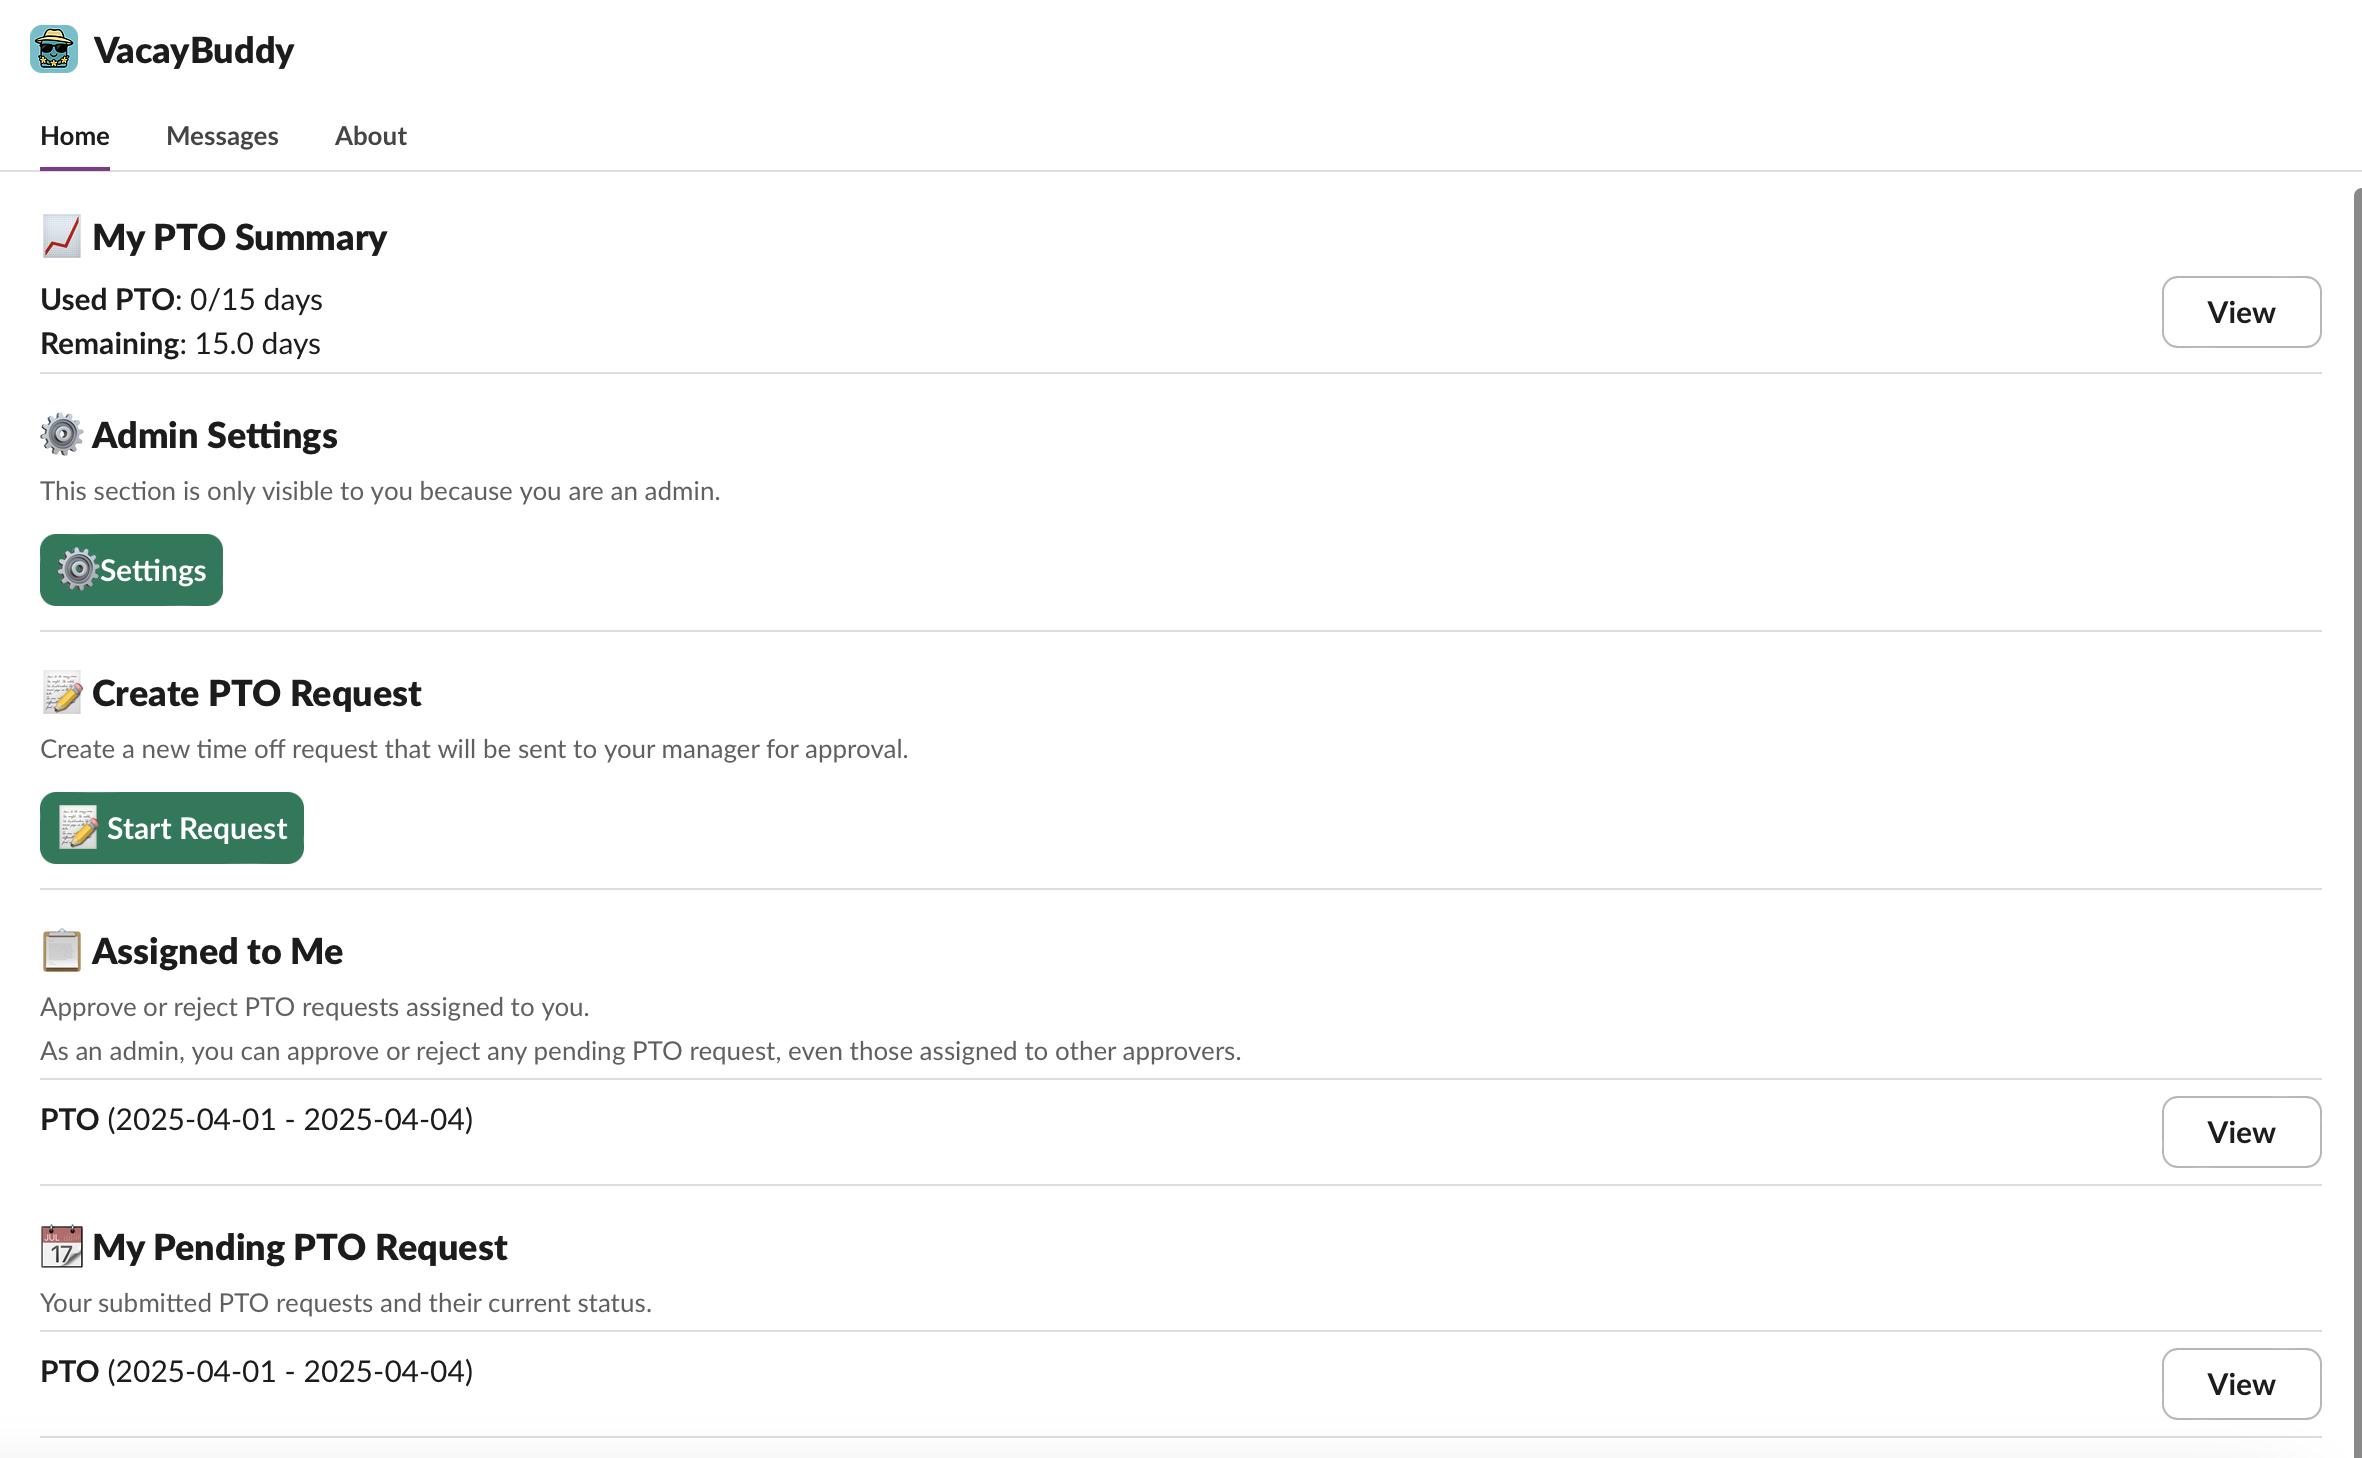 VacayBuddy
Home Messages About
My PTO Summary
Used PTO: 0/15 days
Remaining: 15.0 days
View
Admin Settings
This section is only visible to you because you are an admin.
Settings
Create PTO Request
Create a new time off request that will be sent to your manager for approval.
Start Request
Assigned to Me
Approve or reject PTO requests assigned to you.
As an admin, you can approve or reject any pending PTO request, even those assigned to other approvers.
PTO (2025-04-01 - 2025-04-04)
View
JUL
17
My Pending PTO Request
Your submitted PTO requests and their current status.
PTO (2025-04-01 - 2025-04-04)
View